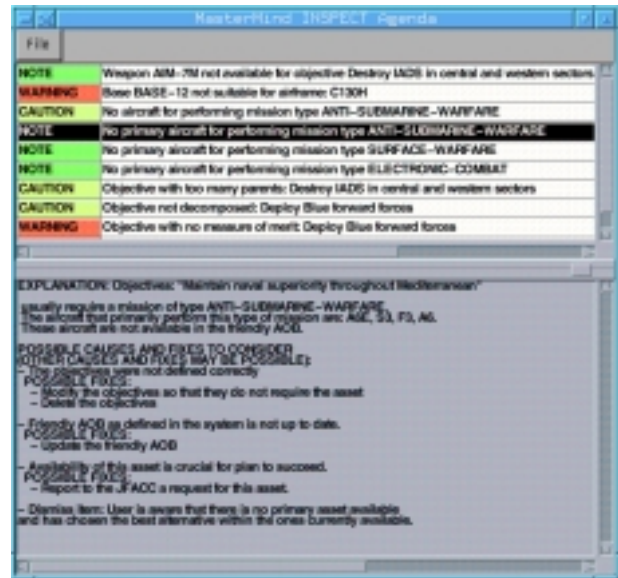 MasterMind INSPECT Agenda
File
NOTE Weapon AIM-7M not available for objective Destroy IADS in central and western sectors
WARNING Base BASE-12 not suitable for airframe: C130H
CAUTION No aircraft for performing mission type ANTI-SUBMARINE-WARFARE
NOTE No primary aircraft for performing mission type ANTI-SUBMARINE-WARFARE
NOTE No primary aircraft for performing mission type SURFACE-WARFARE
NOTE No primary aircraft for performing mission type ELECTRONIC-COMBAT
CAUTION Objective with too many parents: Destroy IADS in central and western sectors
CAUTION Objective not decomposed: Deploy Blue forward forces
WARNING Objective with no measure of merit: Deploy Blue forward forces
EXPLANATION: Objectives: "Maintain naval superiority throughout Mediterranean"
usually require a mission of type ANTI-SUBMARINE-WARFARE.
The aircraft that primarily perform this type of mission are: A6E, S3, F3, A6.
These aircraft are not available in the friendly AOB.
POSSIBLE CAUSES AND FIXES TO CONSIDER
(OTHER CAUSES AND FIXES MAY BE POSSIBLE):
- The objectives were not defined correctly
POSSIBLE FIXES:
- Modify the objectives so that they do not require the asset
- Delete the objectives
- Friendly AOB as defined in the system is not up to date.
POSSIBLE FIXES:
- Update the friendly AOB
- Availability of this asset is crucial for plan to succeed.
POSSIBLE FIXES:
- Report to the JFACC a request for this asset.
- Dismiss Item: User is aware that there is no primary asset available
and has chosen the best alternative within the ones currently available.